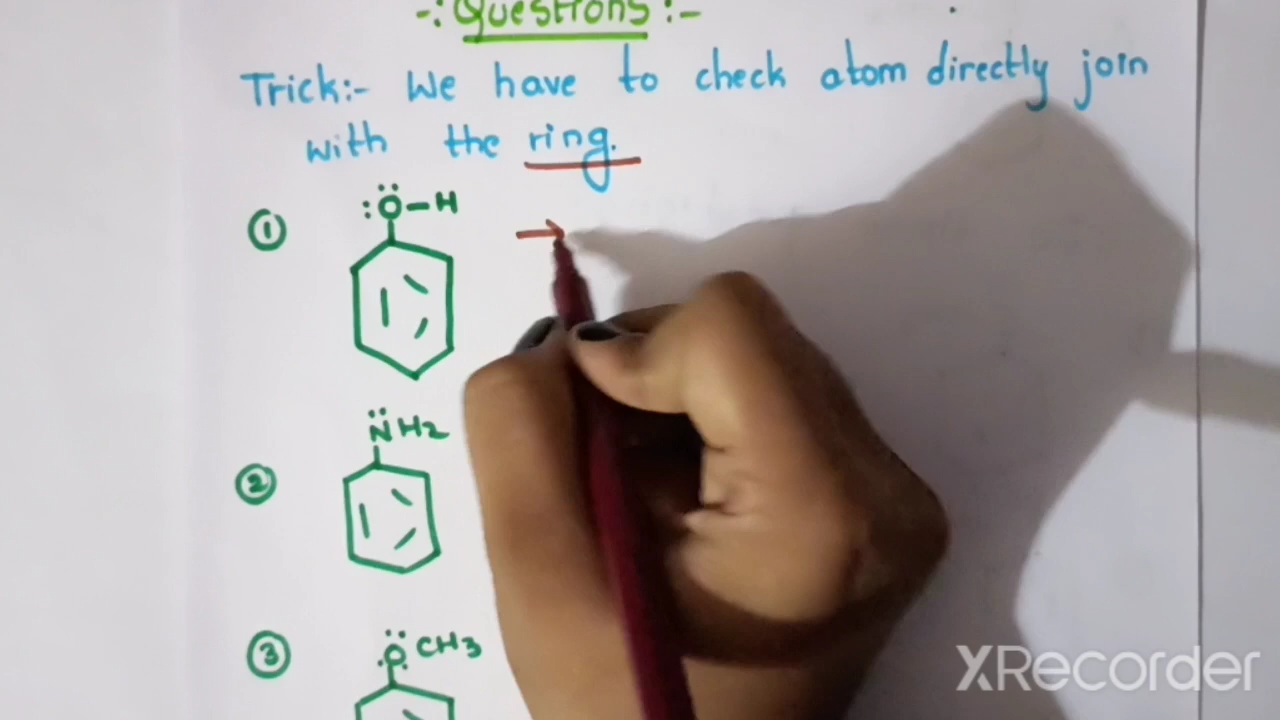 -: Questions :-
Trick:- We have to check atom directly join
with the ring.
① :Ö-H
② N̈H2
③ :ÖCH3
XRecorder